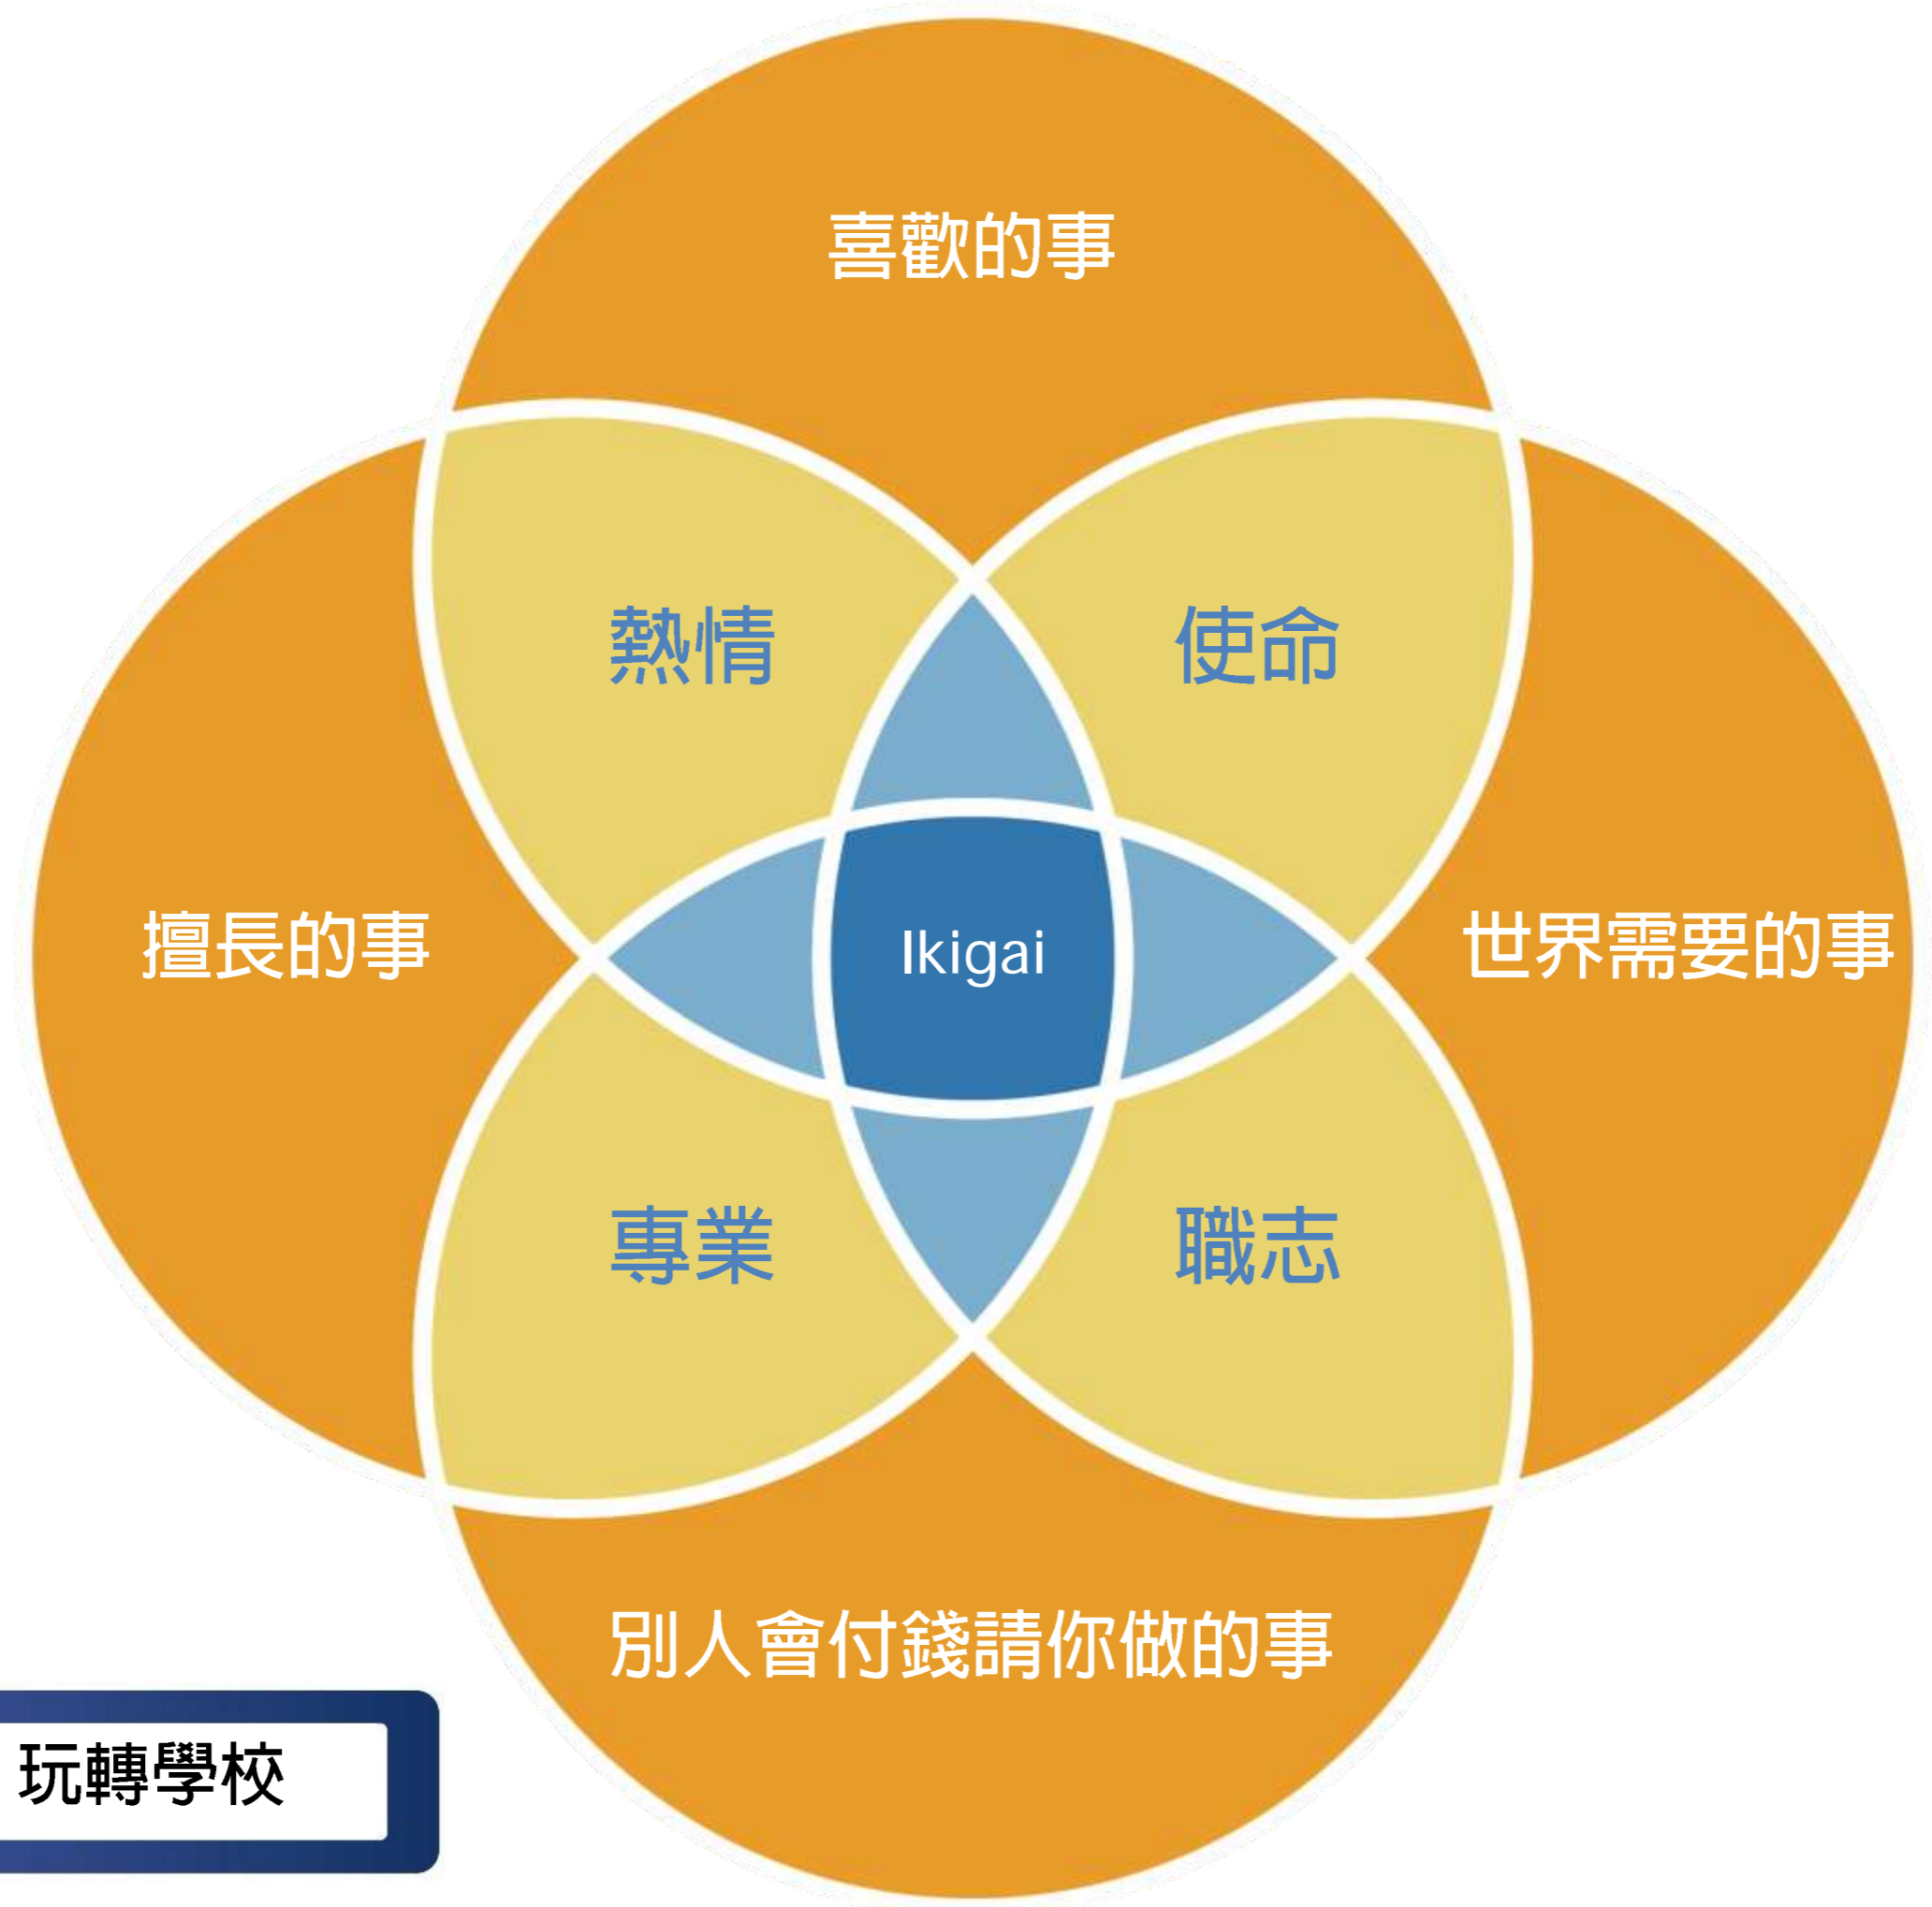 喜歡的事
熱情
使命
擅長的事
Ikigai
世界需要的事
專業
職志
別人會付錢請你做的事
玩轉學校